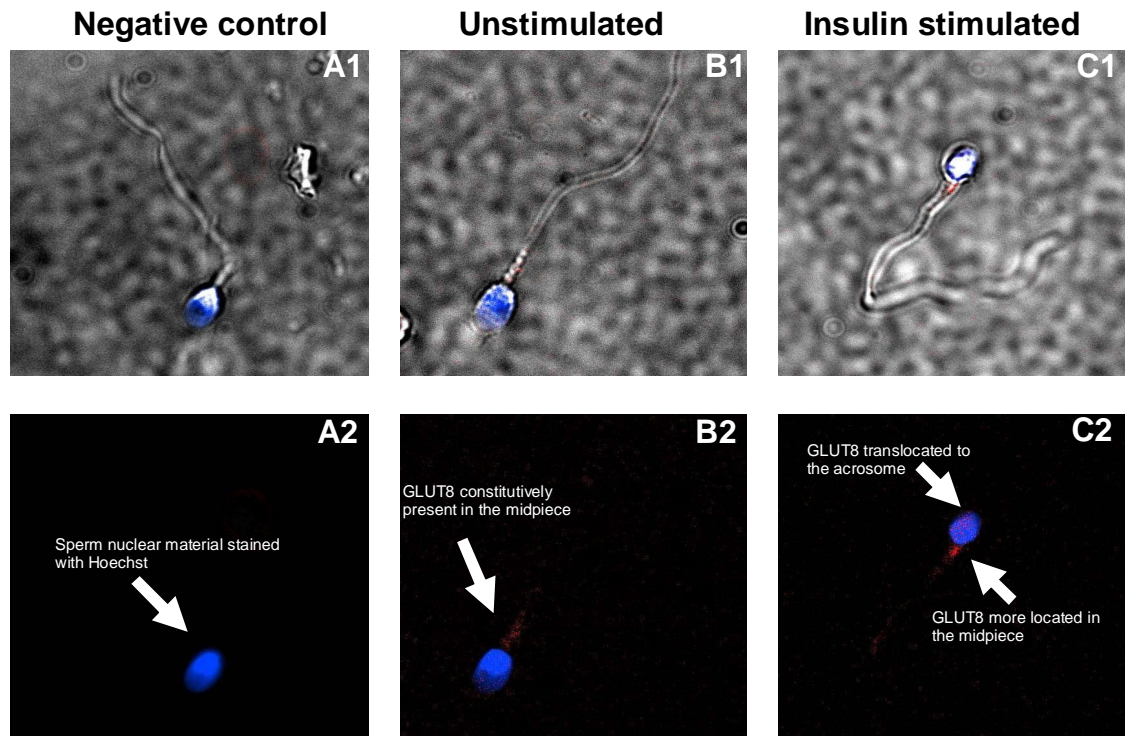 Negative control
Unstimulated
Insulin stimulated
A1
B1
C1
A2
B2
C2
Sperm nuclear material stained
with Hoechst
GLUT8 constitutively
present in the midpiece
GLUT8 translocated to
the acrosome
GLUT8 more located in
the midpiece